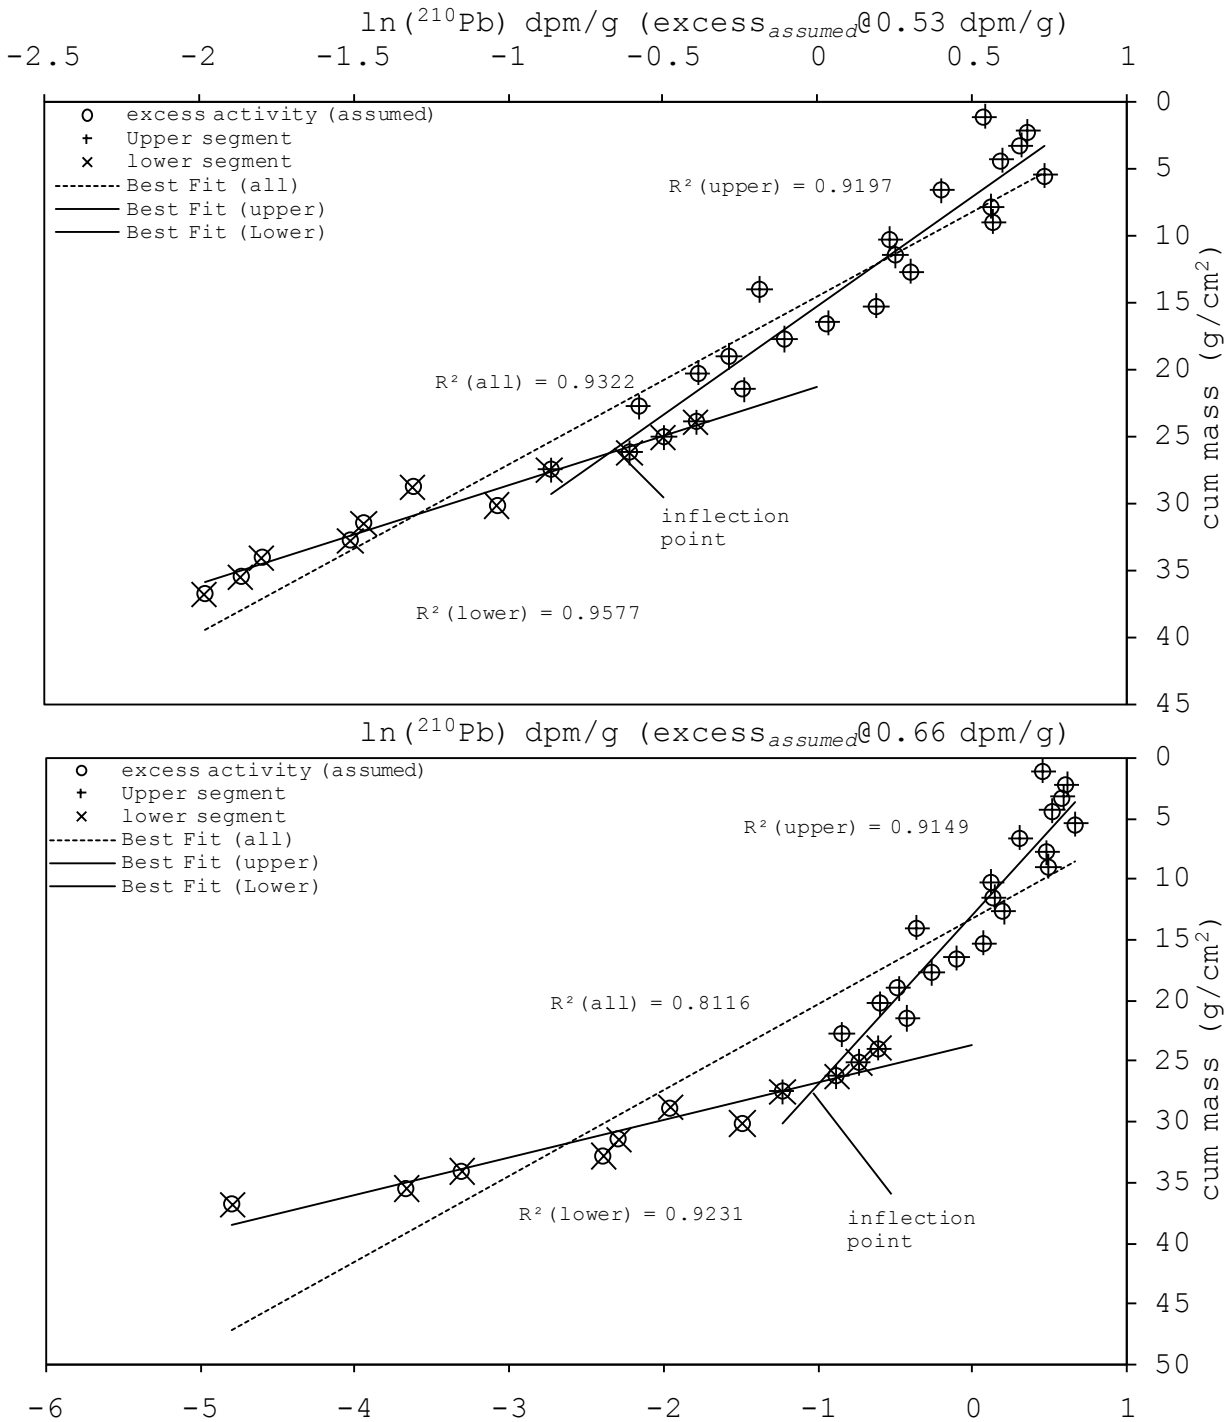 ln(²¹⁰Pb) dpm/g (excessassumed@0.53 dpm/g)
-2.5 -2 -1.5 -1 -0.5 0 0.5 1
excess activity (assumed)
Upper segment
lower segment
Best Fit (all)
Best Fit (upper)
Best Fit (Lower)
R²(upper) = 0.9197
R²(all) = 0.9322
inflection
point
R²(lower) = 0.9577
0
5
10
15
20
25
30
35
40
45
cum mass (g/cm²)
ln(²¹⁰Pb) dpm/g (excessassumed@0.66 dpm/g)
excess activity (assumed)
Upper segment
lower segment
Best Fit (all)
Best Fit (upper)
Best Fit (Lower)
R²(upper) = 0.9149
R²(all) = 0.8116
R²(lower) = 0.9231
inflection
point
0
5
10
15
20
25
30
35
40
45
50
cum mass (g/cm²)
-6 -5 -4 -3 -2 -1 0 1